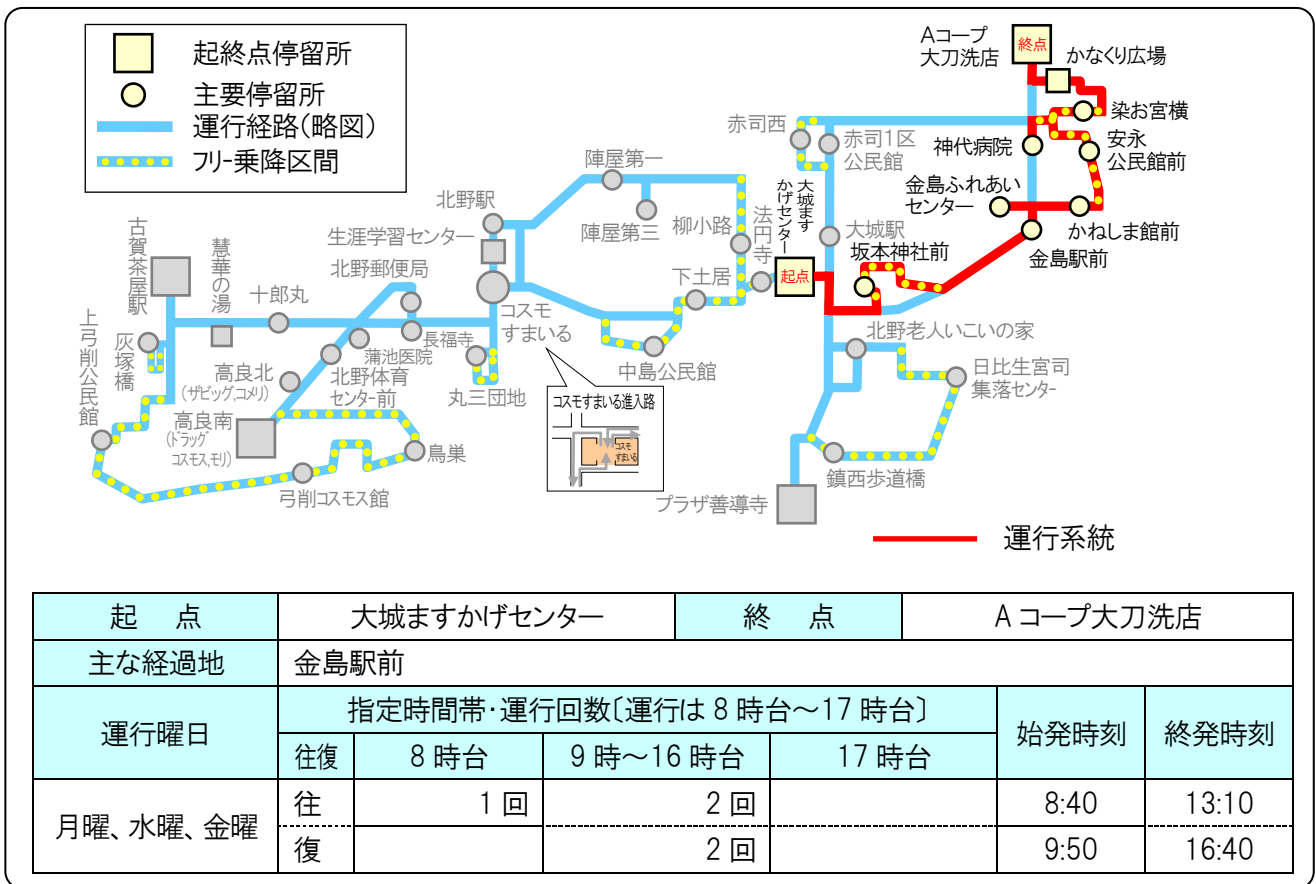 起終点停留所
主要停留所
運行経路(略図)
フリー乗降区間
Aコープ
大刀洗店
終点
かなくり広場
染お宮横
安永
公民館前
神代病院
金島ふれあい
センター
かねしま館前
金島駅前
赤司西
赤司1区
公民館
大城ます
かげセンター
起点
大城駅
坂本神社前
法円寺
柳小路
下土居
陣屋第一
陣屋第三
北野駅
生涯学習センター
北野郵便局
コスモ
すまいる
中島公民館
古賀茶屋駅
慧華の湯
十郎丸
長福寺
蒲池医院
北野体育
センター前
丸三団地
上弓削公民館
灰塚橋
高良北
(ザビッグ,コメリ)
高良南
(ドラッグ
コスモス,モリ)
鳥巣
弓削コスモス館
コスモすまいる進入路
コスモ
すまいる
北野老人いこいの家
日比生宮司
集落センター
鎮西歩道橋
プラザ善導寺
運行系統
起 点 大城ますかげセンター 終 点 Aコープ大刀洗店
主な経過地 金島駅前
運行曜日 指定時間帯・運行回数〔運行は8時台～17時台〕 始発時刻 終発時刻
往復 8時台 9時～16時台 17時台
月曜、水曜、金曜 往 1回 2回 8:40 13:10
復 2回 9:50 16:40